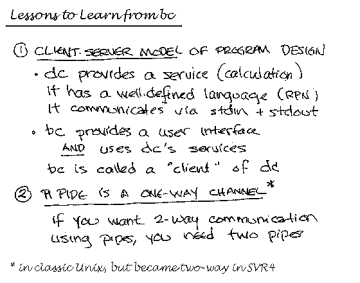 Lessons to Learn from bc
① CLIENT-SERVER MODEL OF PROGRAM DESIGN
• dc provides a service (calculation)
It has a well-defined language (RPN)
It communicates via stdin + stdout
• bc provides a user interface
AND uses dc's services
bc is called a "client" of dc
② A PIPE IS A ONE-WAY CHANNEL*
if you want 2-way communication
using pipes, you need two pipes
* in classic Unix, but became two-way in SVR4